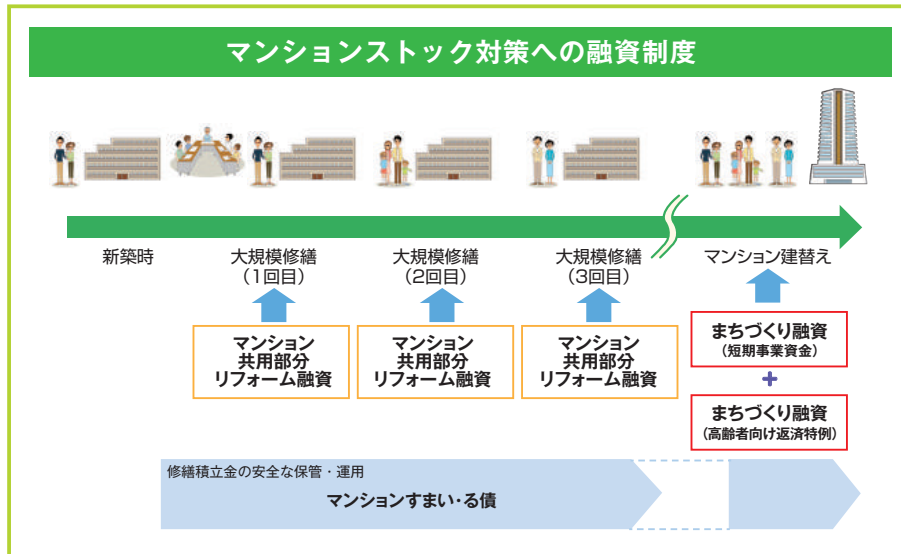 マンションストック対策への融資制度
新築時
大規模修繕
(1回目)
大規模修繕
(2回目)
大規模修繕
(3回目)
マンション建替え
マンション
共用部分
リフォーム融資
マンション
共用部分
リフォーム融資
マンション
共用部分
リフォーム融資
まちづくり融資
(短期事業資金)
+
まちづくり融資
(高齢者向け返済特例)
修繕積立金の安全な保管・運用
マンションすまい・る債